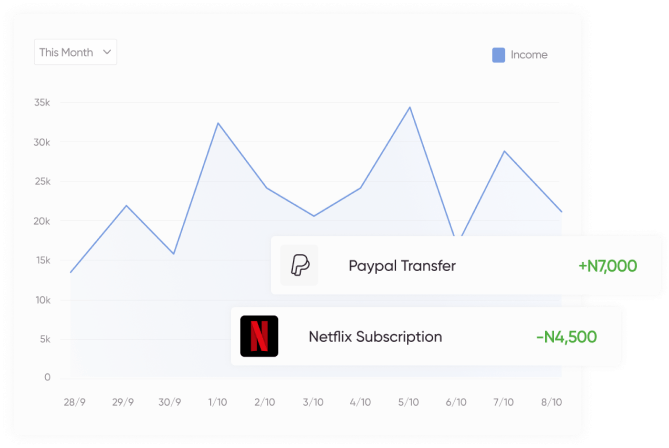 This Month
Income
35k
30k
25k
20k
15k
10k
5k
0
Paypal Transfer +N7,000
Netflix Subscription -N4,500
28/9 29/9 30/9 1/10 2/10 3/10 4/10 5/10 6/10 7/10 8/10